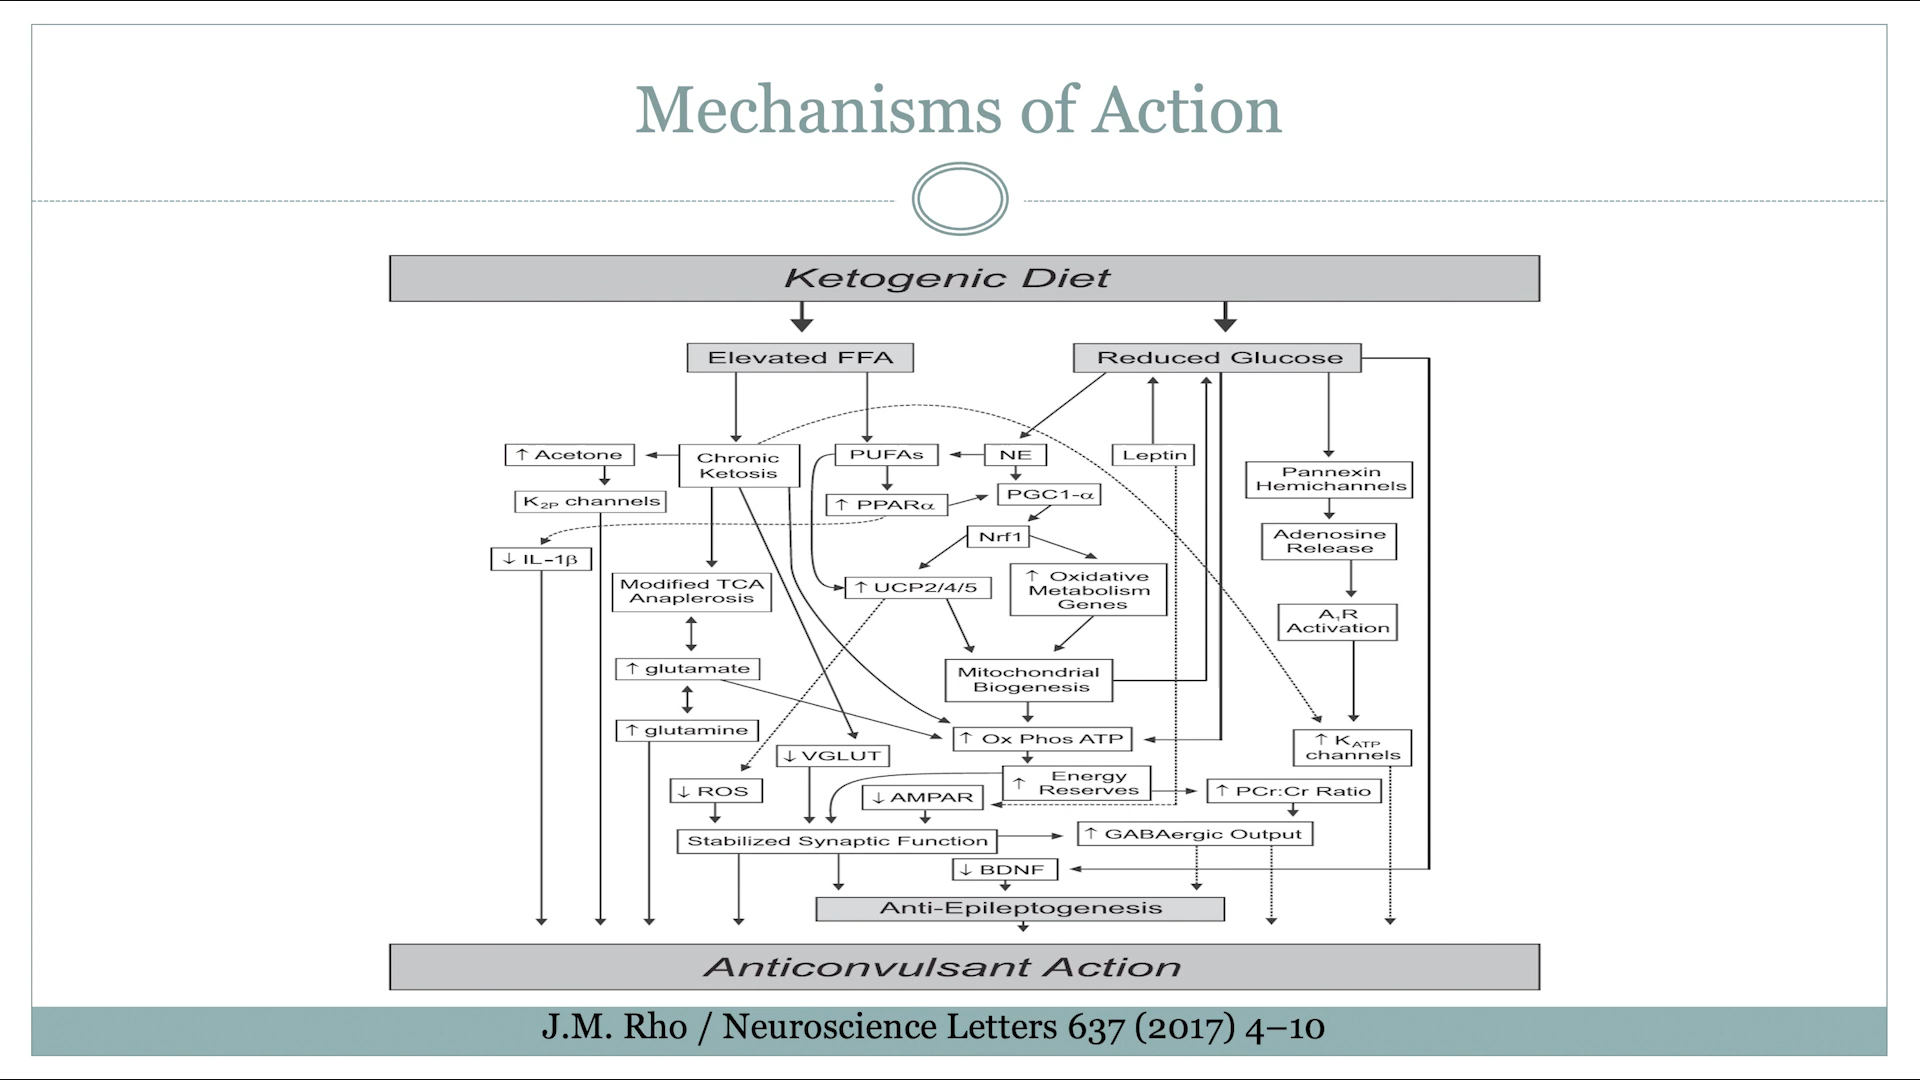 Mechanisms of Action
Ketogenic Diet
Elevated FFA
Reduced Glucose
↑ Acetone
Chronic
Ketosis
PUFAs
NE
Leptin
Pannexin
Hemichannels
K2P channels
↑ PPARα
PGC1-α
Nrf1
Adenosine
Release
↓ IL-1β
Modified TCA
Anaplerosis
↑ UCP2/4/5
↑ Oxidative
Metabolism
Genes
A1R
Activation
↑ glutamate
Mitochondrial
Biogenesis
↑ glutamine
↓ VGLUT
↑ Ox Phos ATP
↑ KATP
channels
↓ ROS
↓ AMPAR
↑ Energy
Reserves
↑ PCr:Cr Ratio
Stabilized Synaptic Function
↑ GABAergic Output
↓ BDNF
Anti-Epileptogenesis
Anticonvulsant Action
J.M. Rho / Neuroscience Letters 637 (2017) 4–10